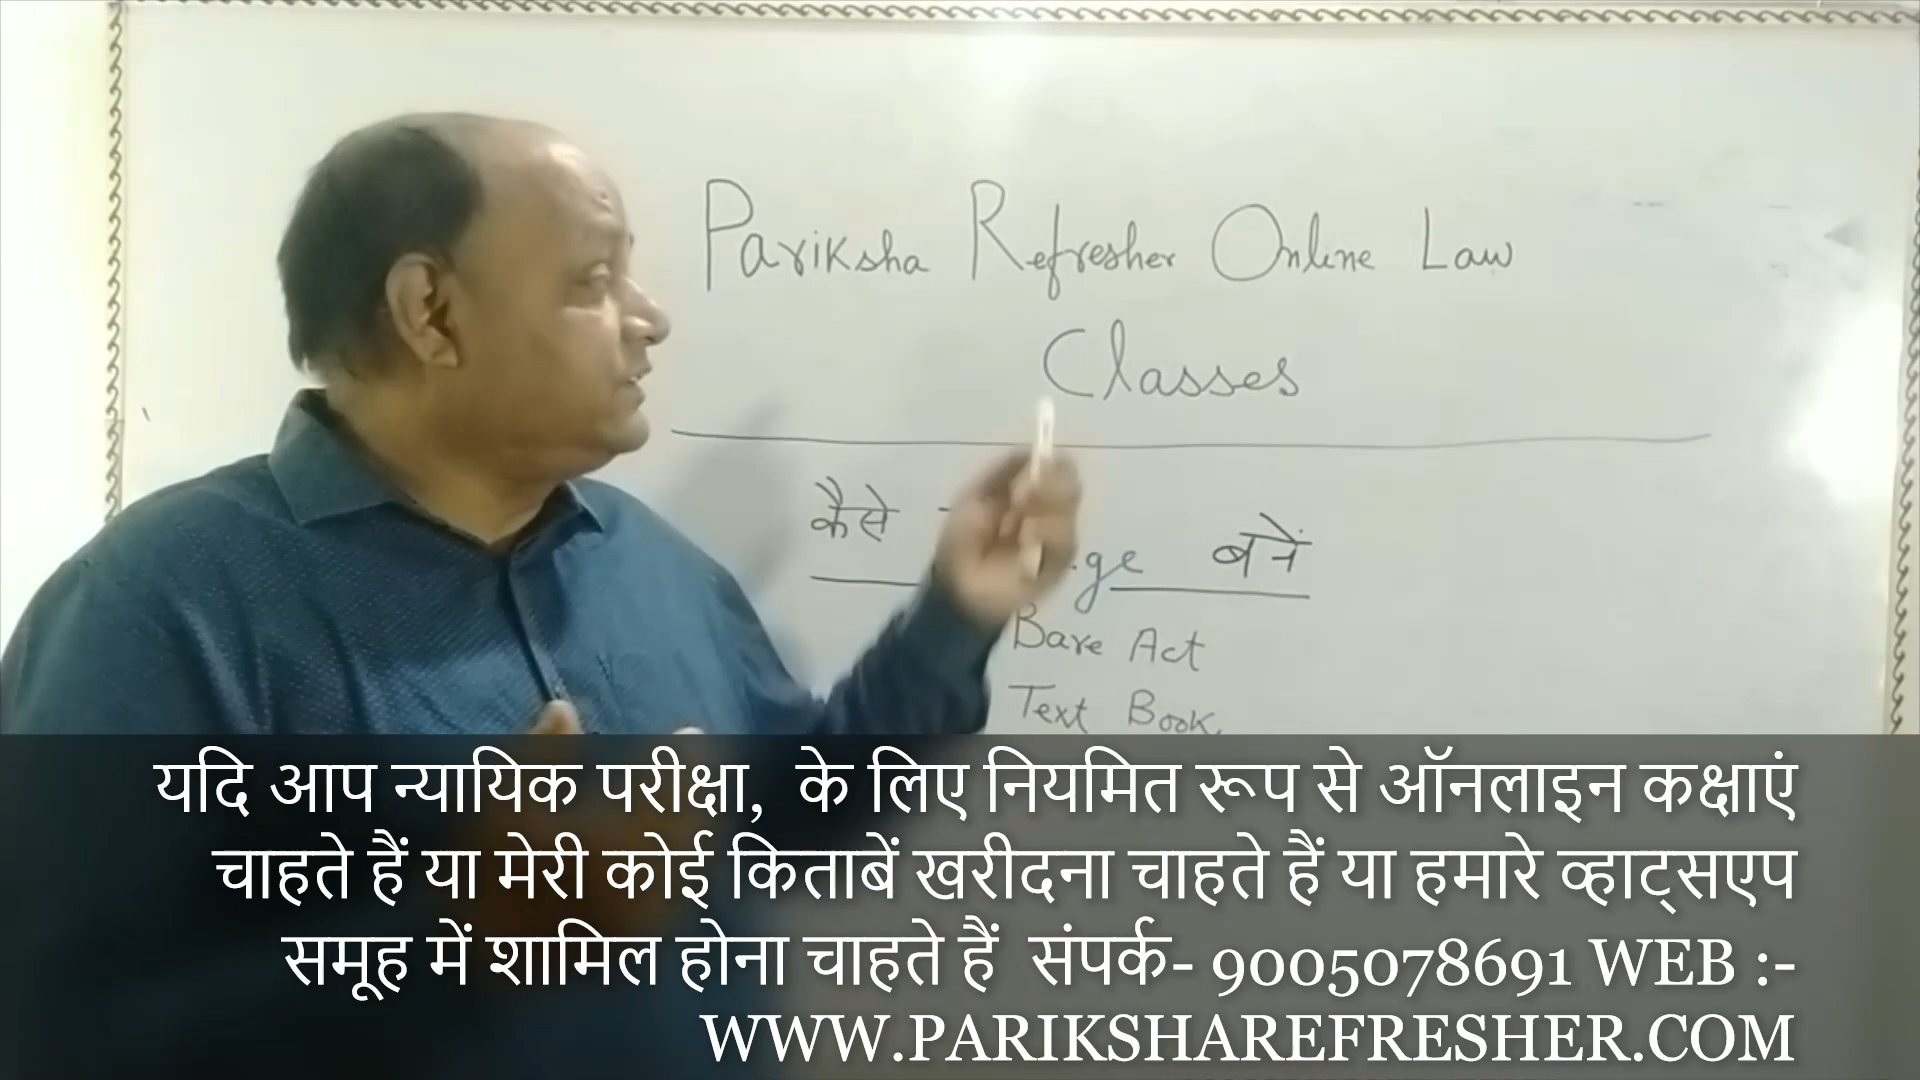 Pariksha Refresher Online Law
Classes
कैसे ge बनें
Bare Act
Text Book
यदि आप न्यायिक परीक्षा, के लिए नियमित रूप से ऑनलाइन कक्षाएं
चाहते हैं या मेरी कोई किताबें खरीदना चाहते हैं या हमारे व्हाट्सएप
समूह में शामिल होना चाहते हैं संपर्क- 9005078691 WEB :-
WWW.PARIKSHAREFRESHER.COM